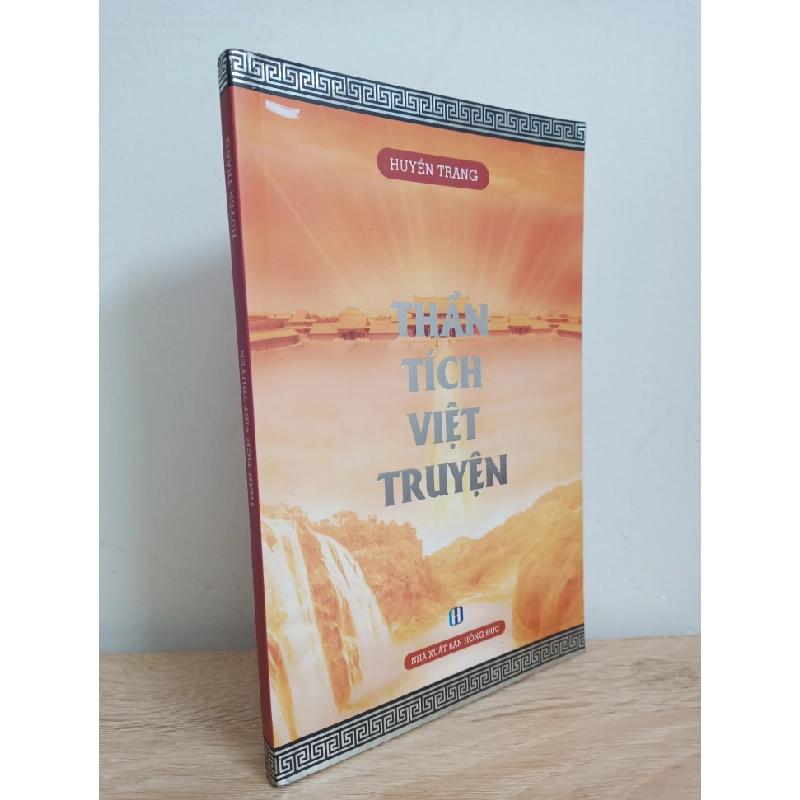 HUYỀN TRANG
THẦN
TÍCH
VIỆT
TRUYỆN
NHÀ XUẤT BẢN HỒNG ĐỨC
HUYỀN TRANG
THẦN TÍCH VIỆT TRUYỆN